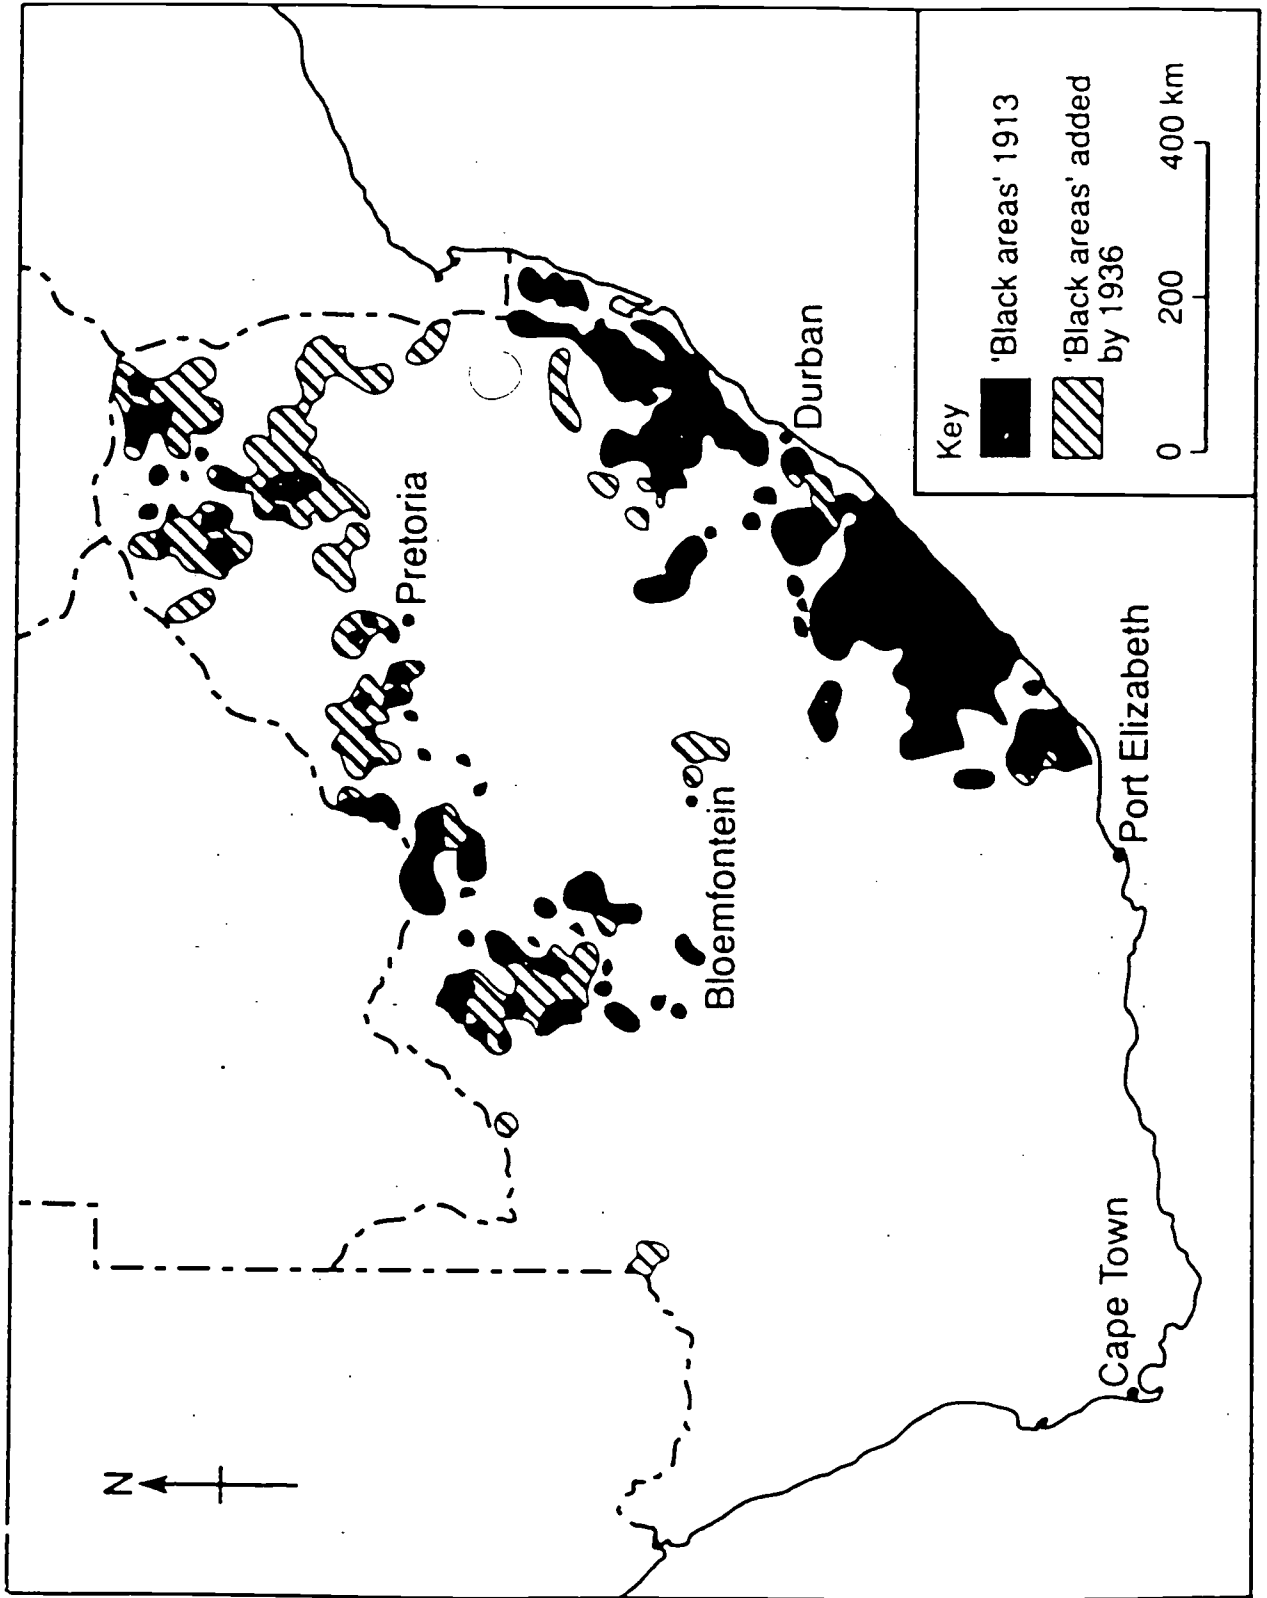 N
Pretoria
Durban
Bloemfontein
Port Elizabeth
Cape Town
Key
'Black areas' 1913
'Black areas' added
by 1936
0 200 400 km